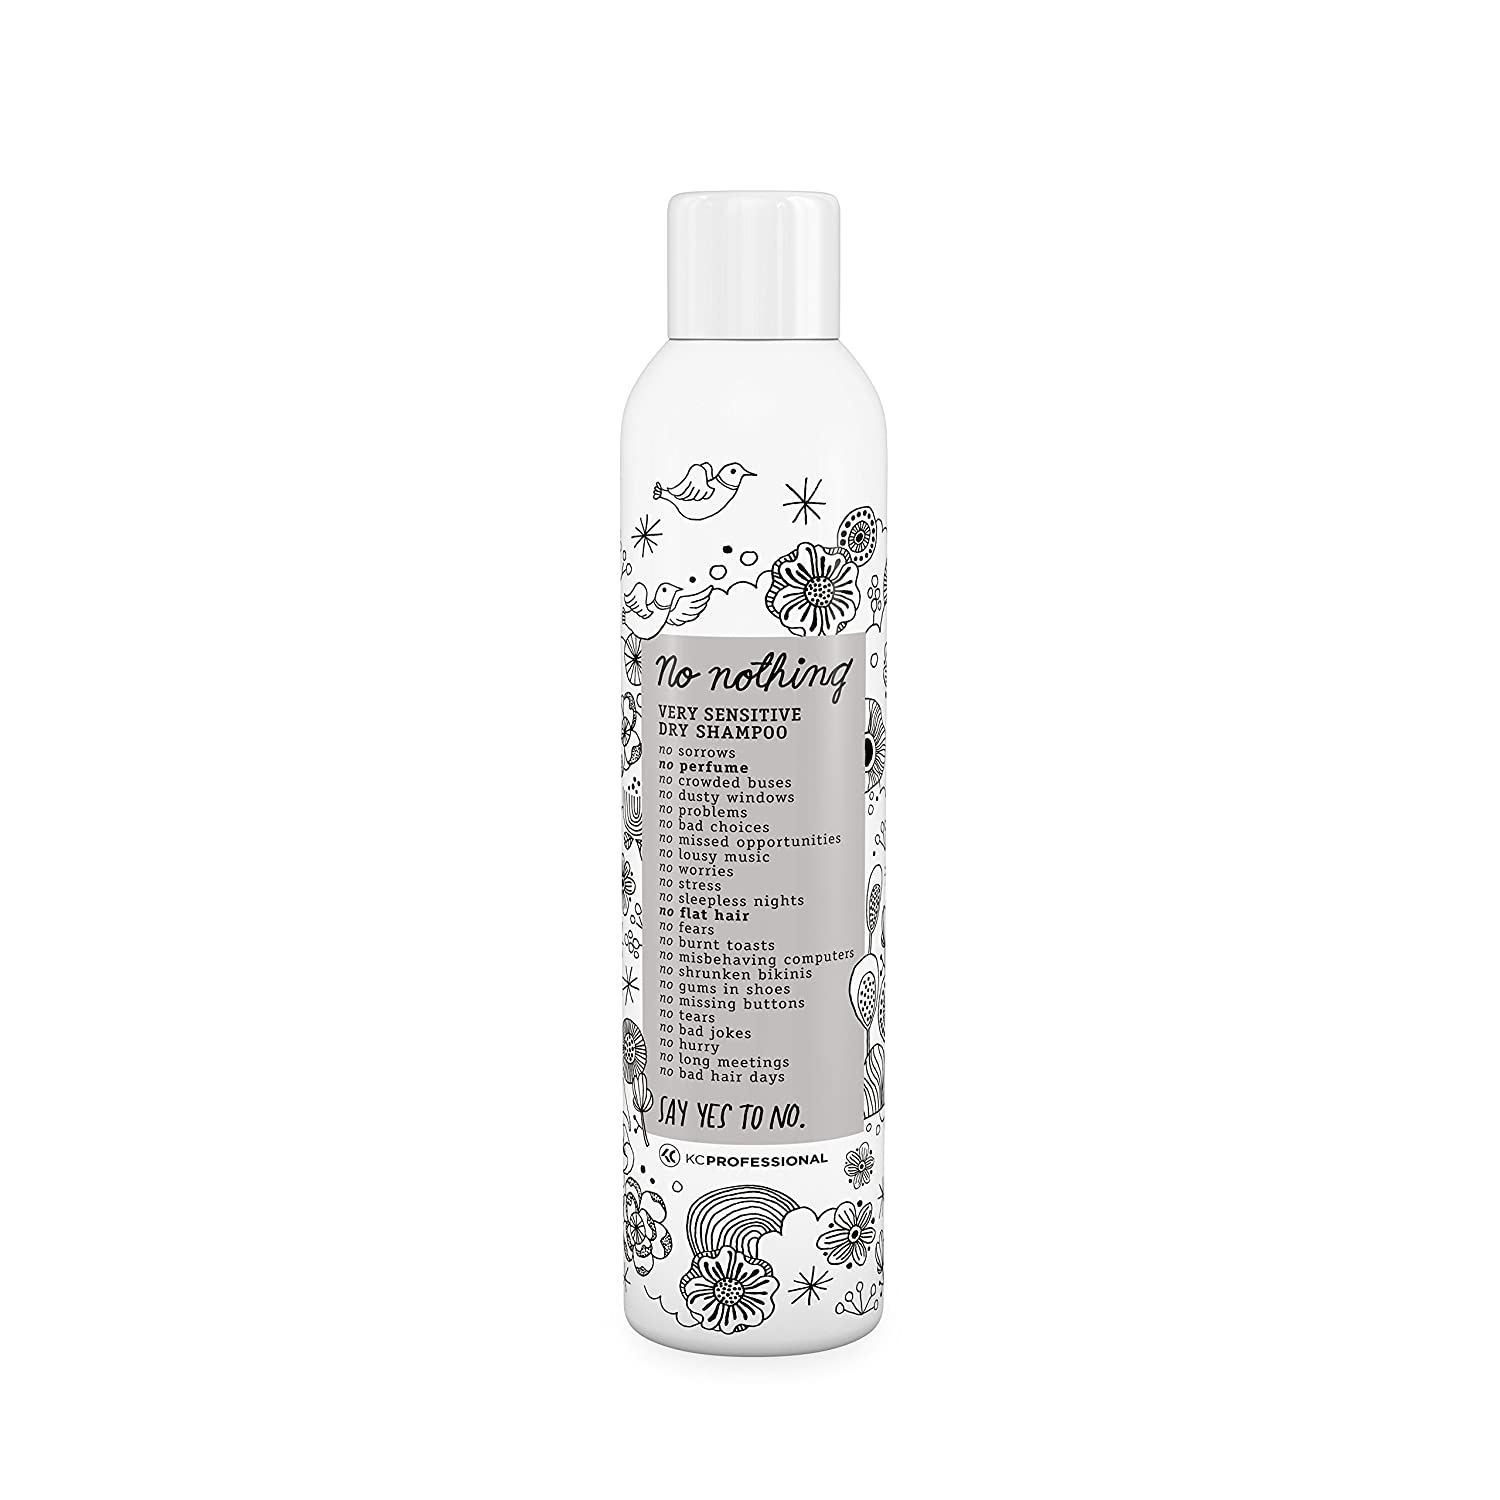 No nothing
VERY SENSITIVE
DRY SHAMPOO
no sorrows
no perfume
no crowded buses
no dusty windows
no problems
no bad choices
no missed opportunities
no lousy music
no worries
no stress
no sleepless nights
no flat hair
no fears
no burnt toasts
no misbehaving computers
no shrunken bikinis
no gums in shoes
no missing buttons
no tears
no bad jokes
no hurry
no long meetings
no bad hair days
SAY YES TO NO.
KC KCPROFESSIONAL